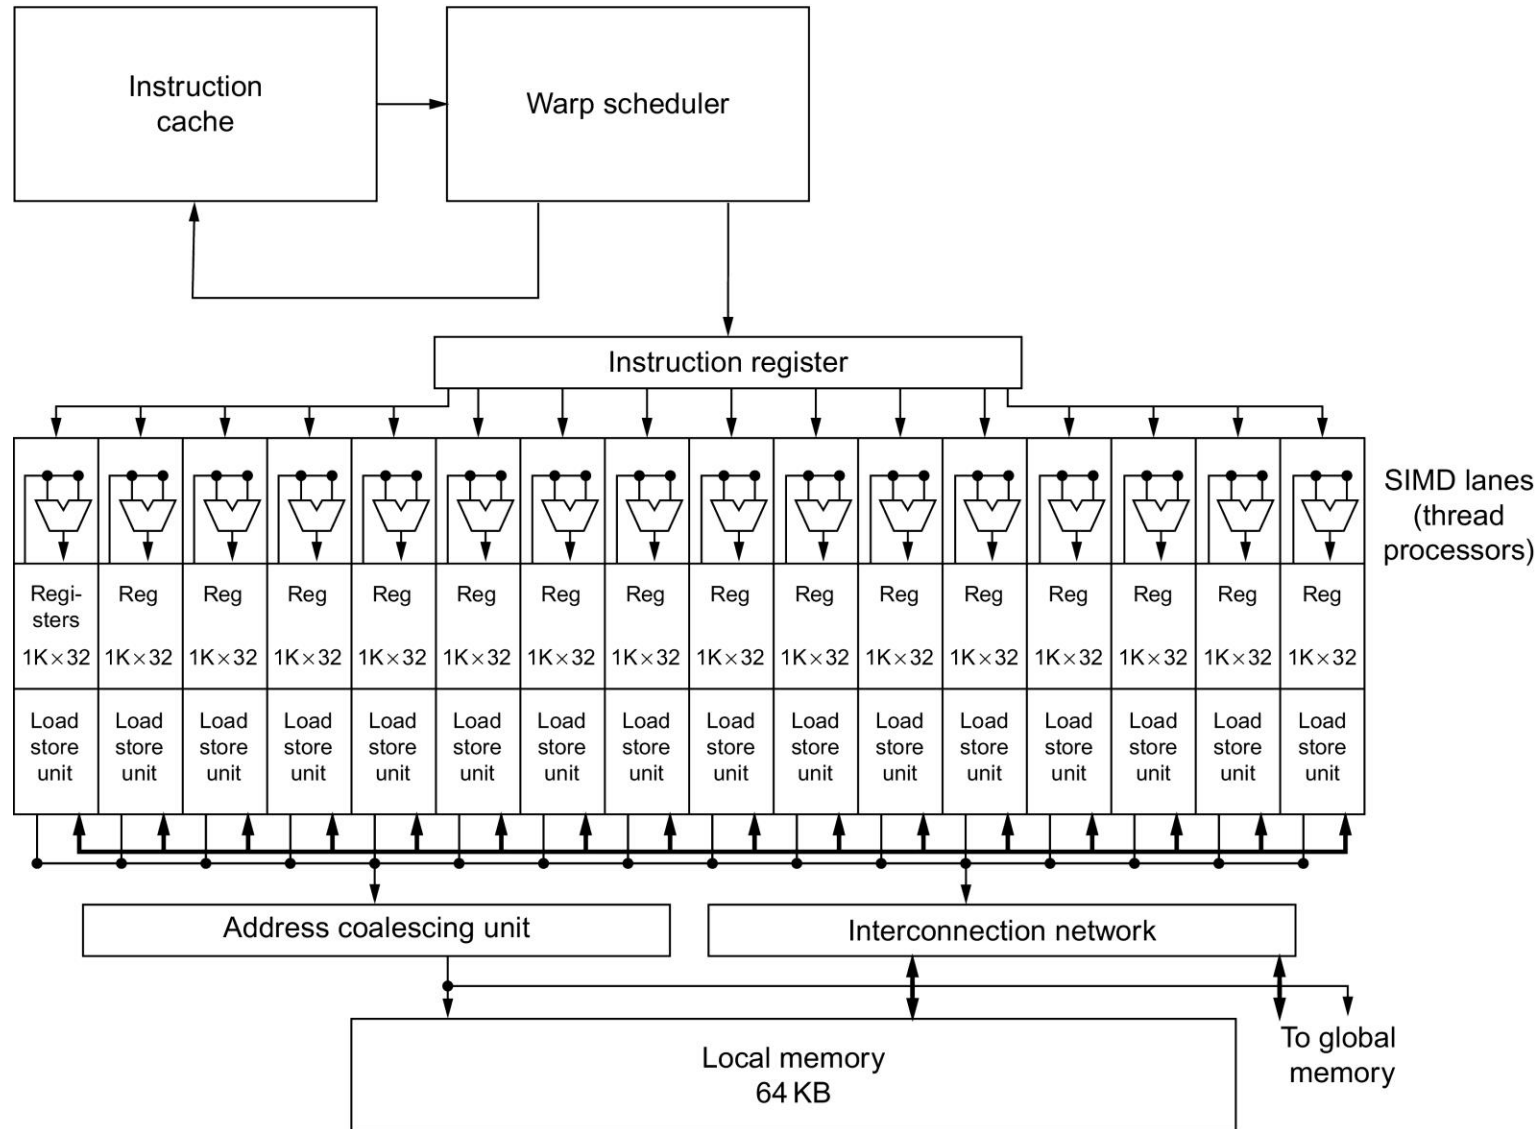 Instruction
cache
Warp scheduler
Instruction register
SIMD lanes
(thread
processors)
Regi-
sters
1K×32
Reg
1K×32
Reg
1K×32
Reg
1K×32
Reg
1K×32
Reg
1K×32
Reg
1K×32
Reg
1K×32
Reg
1K×32
Reg
1K×32
Reg
1K×32
Reg
1K×32
Reg
1K×32
Reg
1K×32
Reg
1K×32
Reg
1K×32
Load
store
unit
Load
store
unit
Load
store
unit
Load
store
unit
Load
store
unit
Load
store
unit
Load
store
unit
Load
store
unit
Load
store
unit
Load
store
unit
Load
store
unit
Load
store
unit
Load
store
unit
Load
store
unit
Load
store
unit
Load
store
unit
Address coalescing unit
Interconnection network
Local memory
64 KB
To global
memory